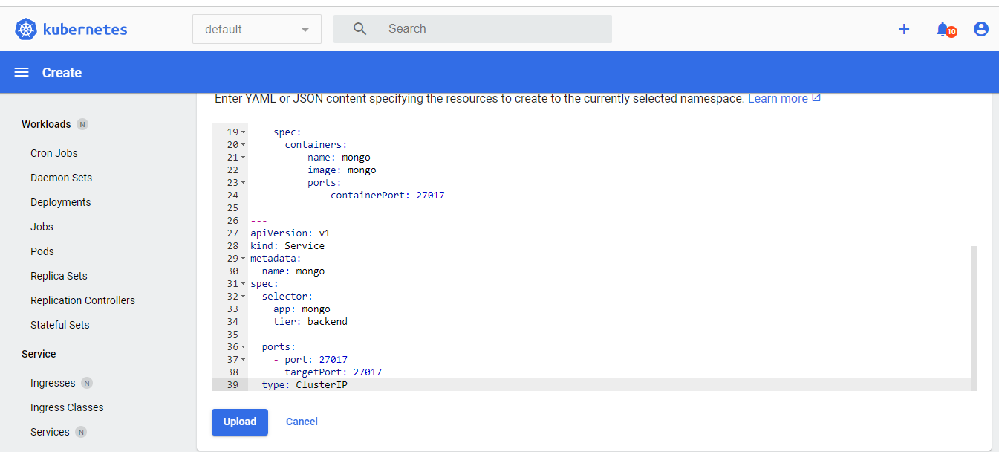 kubernetes
default
Search
10
Create
Enter YAML or JSON content specifying the resources to create to the currently selected namespace. Learn more
Workloads N
Cron Jobs
Daemon Sets
Deployments
Jobs
Pods
Replica Sets
Replication Controllers
Stateful Sets
Service
Ingresses N
Ingress Classes
Services N
19 spec:
20 containers:
21 - name: mongo
22 image: mongo
23 ports:
24 - containerPort: 27017
25
26 ---
27 apiVersion: v1
28 kind: Service
29 metadata:
30 name: mongo
31 spec:
32 selector:
33 app: mongo
34 tier: backend
35
36 ports:
37 - port: 27017
38 targetPort: 27017
39 type: ClusterIP
Upload Cancel